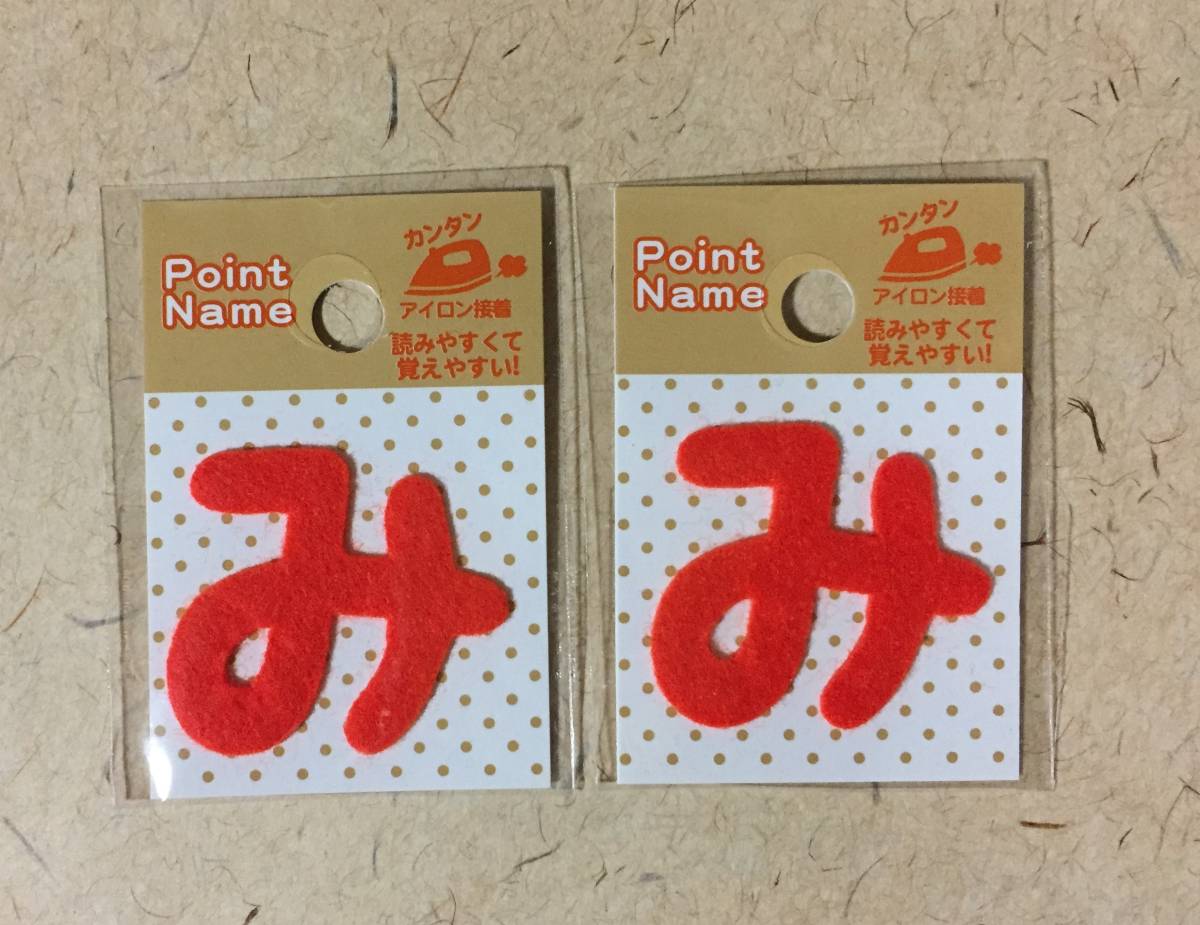 Point
Name
カンタン
アイロン接着
読みやすくて
覚えやすい!
み
Point
Name
カンタン
アイロン接着
読みやすくて
覚えやすい!
み